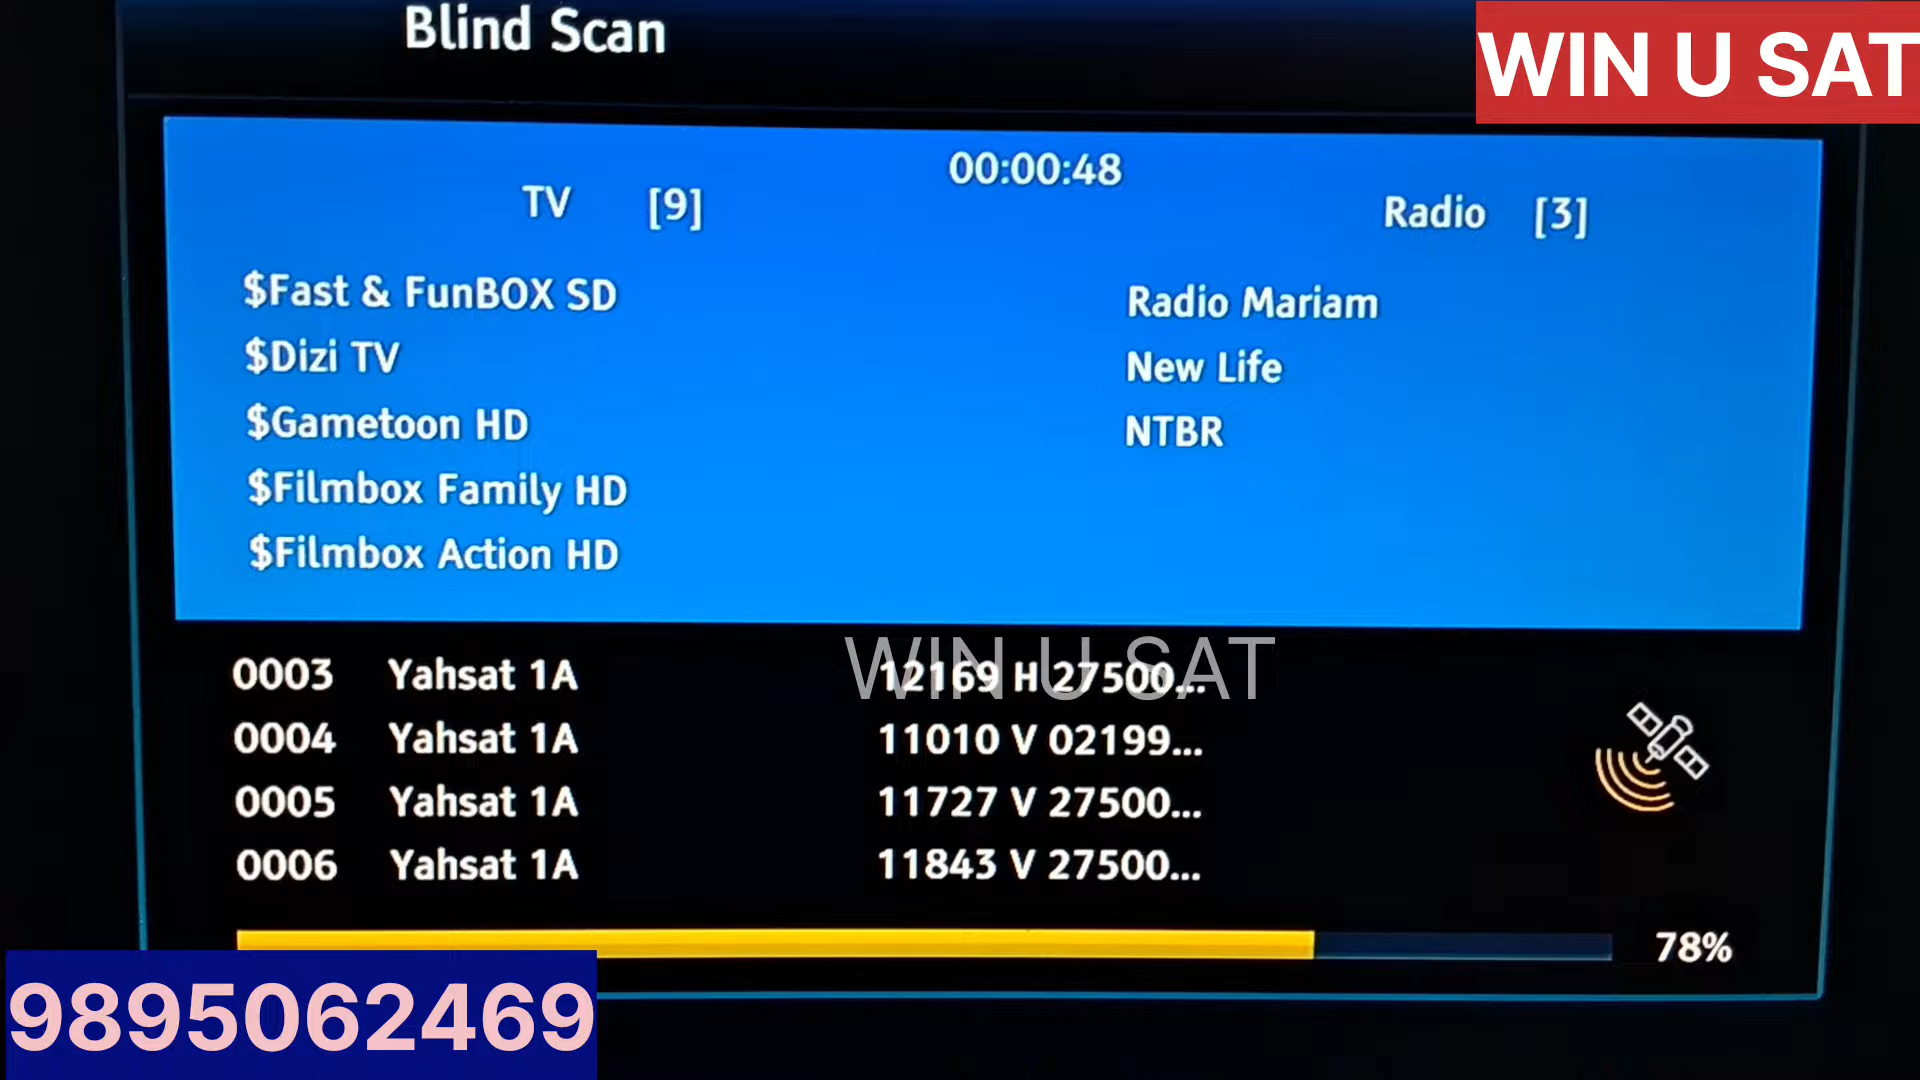 Blind Scan
WIN U SAT
00:00:48
TV [9]
Radio [3]
$Fast & FunBOX SD
$Dizi TV
$Gametoon HD
$Filmbox Family HD
$Filmbox Action HD
Radio Mariam
New Life
NTBR
WIN U SAT
0003 Yahsat 1A 12169 H 27500...
0004 Yahsat 1A 11010 V 02199...
0005 Yahsat 1A 11727 V 27500...
0006 Yahsat 1A 11843 V 27500...
78%
9895062469